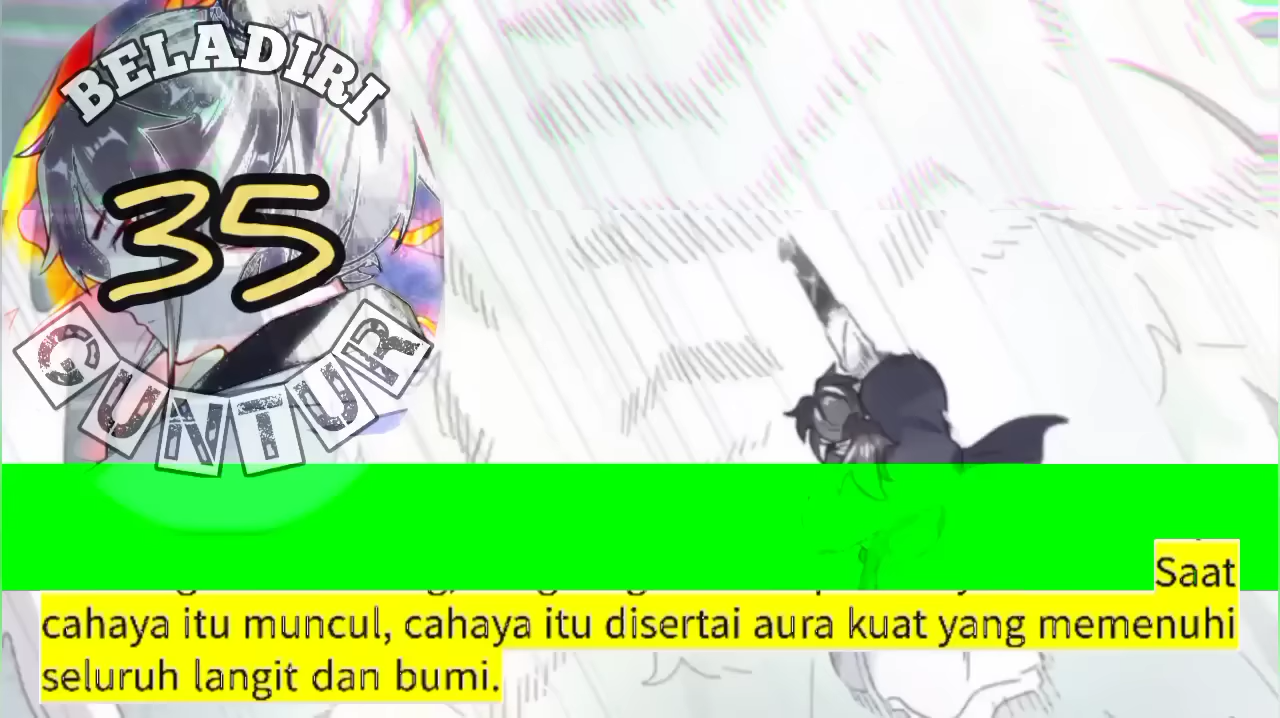 BELADIRI
35
GUNTUR
Saat
cahaya itu muncul, cahaya itu disertai aura kuat yang memenuhi
seluruh langit dan bumi.